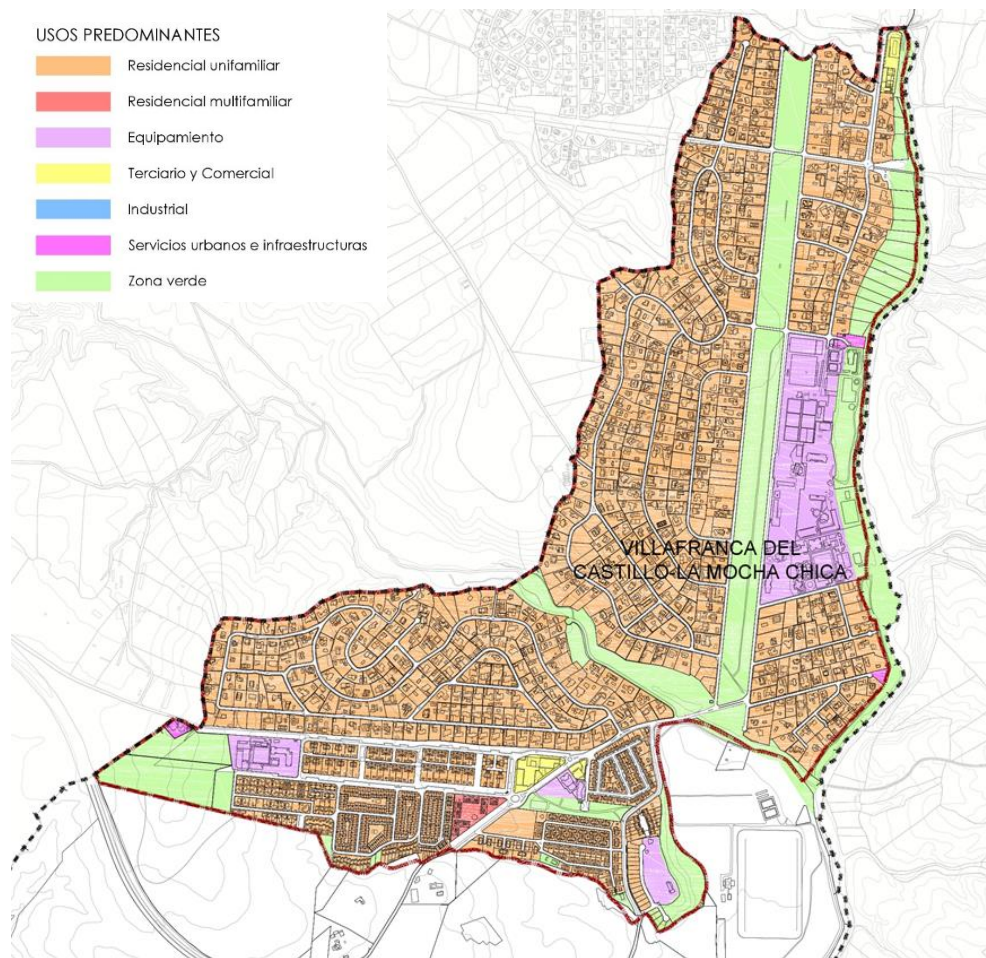 USOS PREDOMINANTES
Residencial unifamiliar
Residencial multifamiliar
Equipamiento
Terciario y Comercial
Industrial
Servicios urbanos e infraestructuras
Zona verde
VILLAFRANCA DEL
CASTILLO-LA MOCHA CHICA